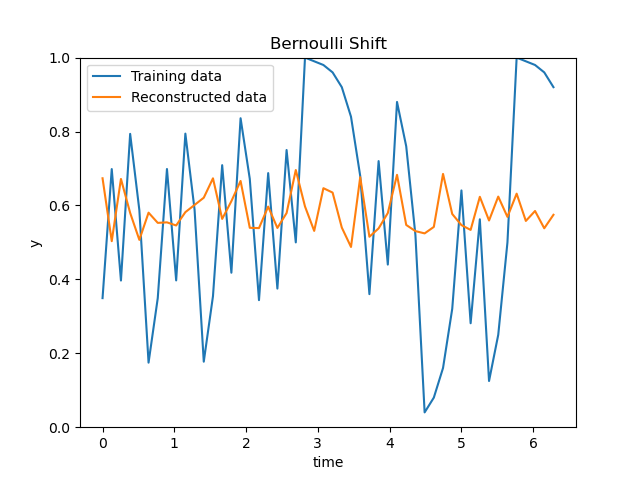 Bernoulli Shift
Training data
Reconstructed data
y
1.0
0.8
0.6
0.4
0.2
0.0
0 1 2 3 4 5 6
time